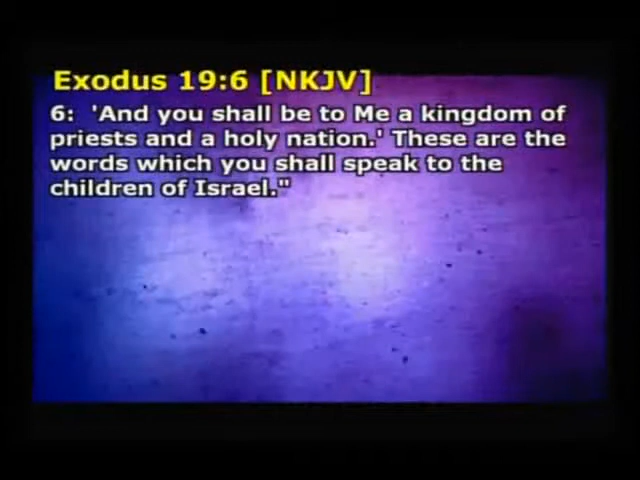 Exodus 19:6 [NKJV]
6:  'And you shall be to Me a kingdom of
priests and a holy nation.' These are the
words which you shall speak to the
children of Israel."